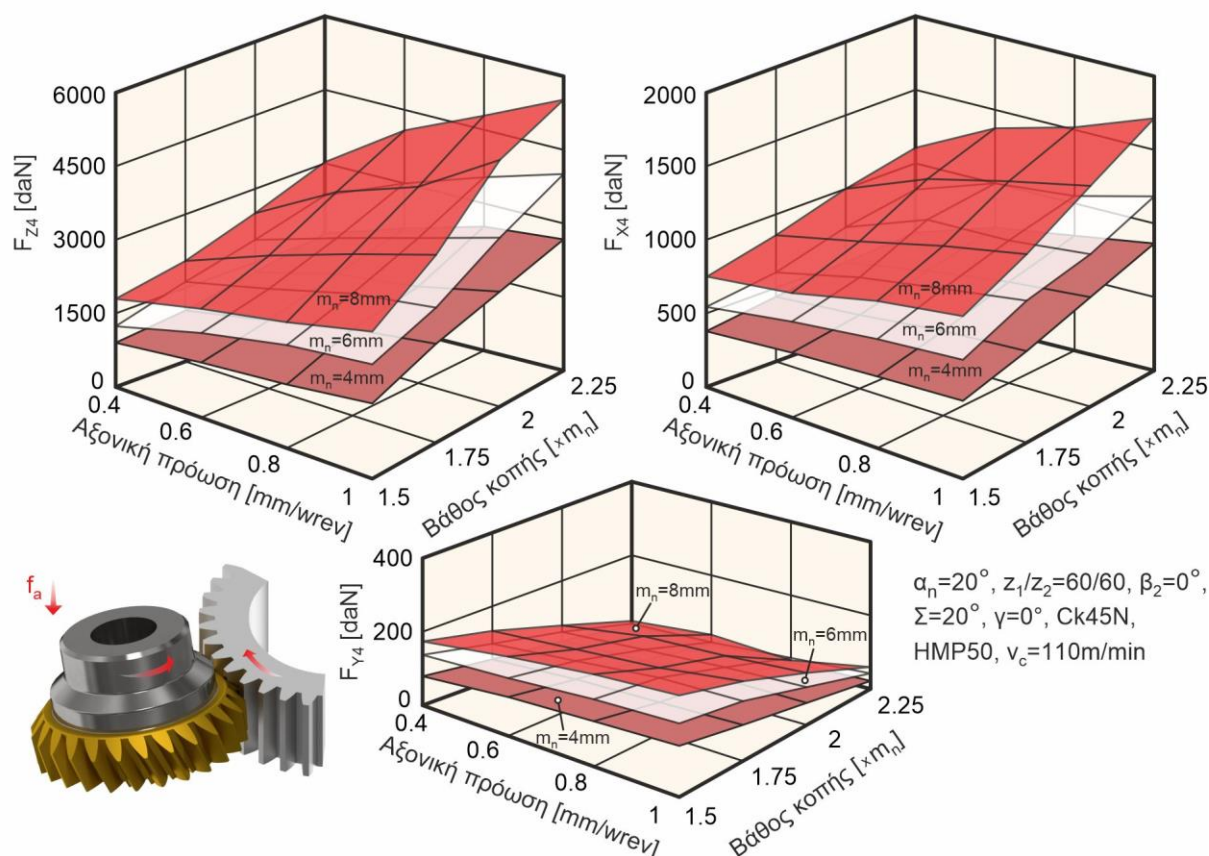 6000
4500
3000
1500
0
F_Z4 [daN]
m_n=8mm
m_n=6mm
m_n=4mm
0.4
0.6
0.8
1
Αξονική πρόωση [mm/wrev]
1.5
1.75
2
2.25
Βάθος κοπής [×m_n]
2000
1500
1000
500
0
F_X4 [daN]
m_n=8mm
m_n=6mm
m_n=4mm
0.4
0.6
0.8
1
Αξονική πρόωση [mm/wrev]
1.5
1.75
2
2.25
Βάθος κοπής [×m_n]
400
200
0
F_Y4 [daN]
m_n=8mm
m_n=6mm
m_n=4mm
0.4
0.6
0.8
1
Αξονική πρόωση [mm/wrev]
1.5
1.75
2
2.25
Βάθος κοπής [×m_n]
f_a
α_n=20°, z_1/z_2=60/60, β_2=0°,
Σ=20°, γ=0°, Ck45N,
HMP50, v_c=110m/min